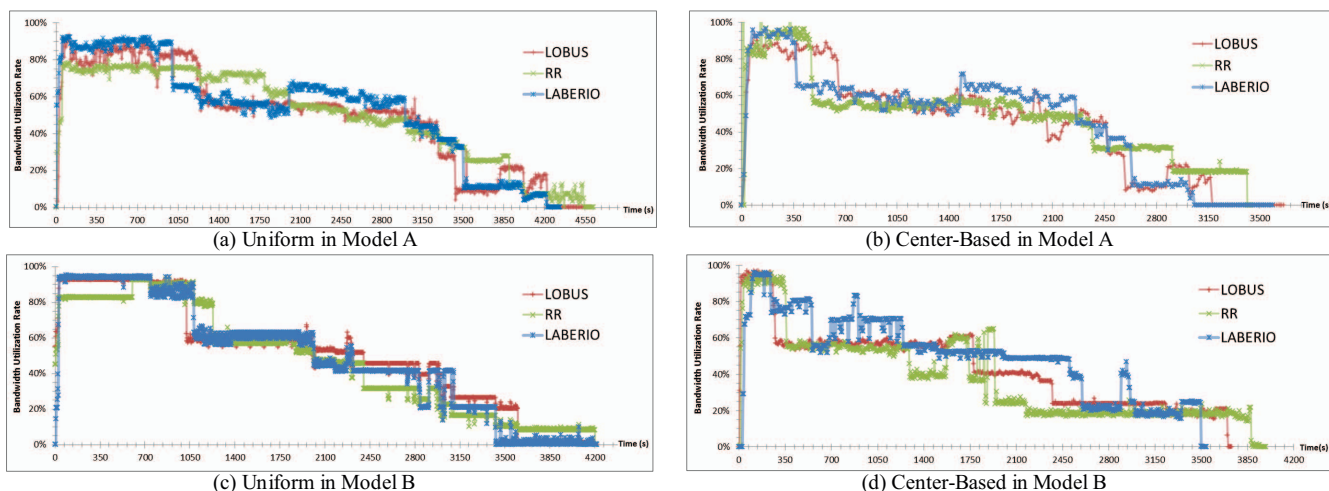 100%
80%
60%
40%
20%
0%
Bandwidth Utilization Rate
LOBUS
RR
LABERIO
0 350 700 1050 1400 1750 2100 2450 2800 3150 3500 3850 4200 4550
Time (s)
(a) Uniform in Model A
100%
80%
60%
40%
20%
0%
Bandwidth Utilization Rate
LOBUS
RR
LABERIO
0 350 700 1050 1400 1750 2100 2450 2800 3150 3500
Time (s)
(b) Center-Based in Model A
100%
80%
60%
40%
20%
0%
Bandwidth Utilization Rate
LOBUS
RR
LABERIO
0 350 700 1050 1400 1750 2100 2450 2800 3150 3500 3850 4200
Time (s)
(c) Uniform in Model B
100%
80%
60%
40%
20%
0%
Bandwidth Utilization Rate
LOBUS
RR
LABERIO
0 350 700 1050 1400 1750 2100 2450 2800 3150 3500 3850 4200
Time (s)
(d) Center-Based in Model B